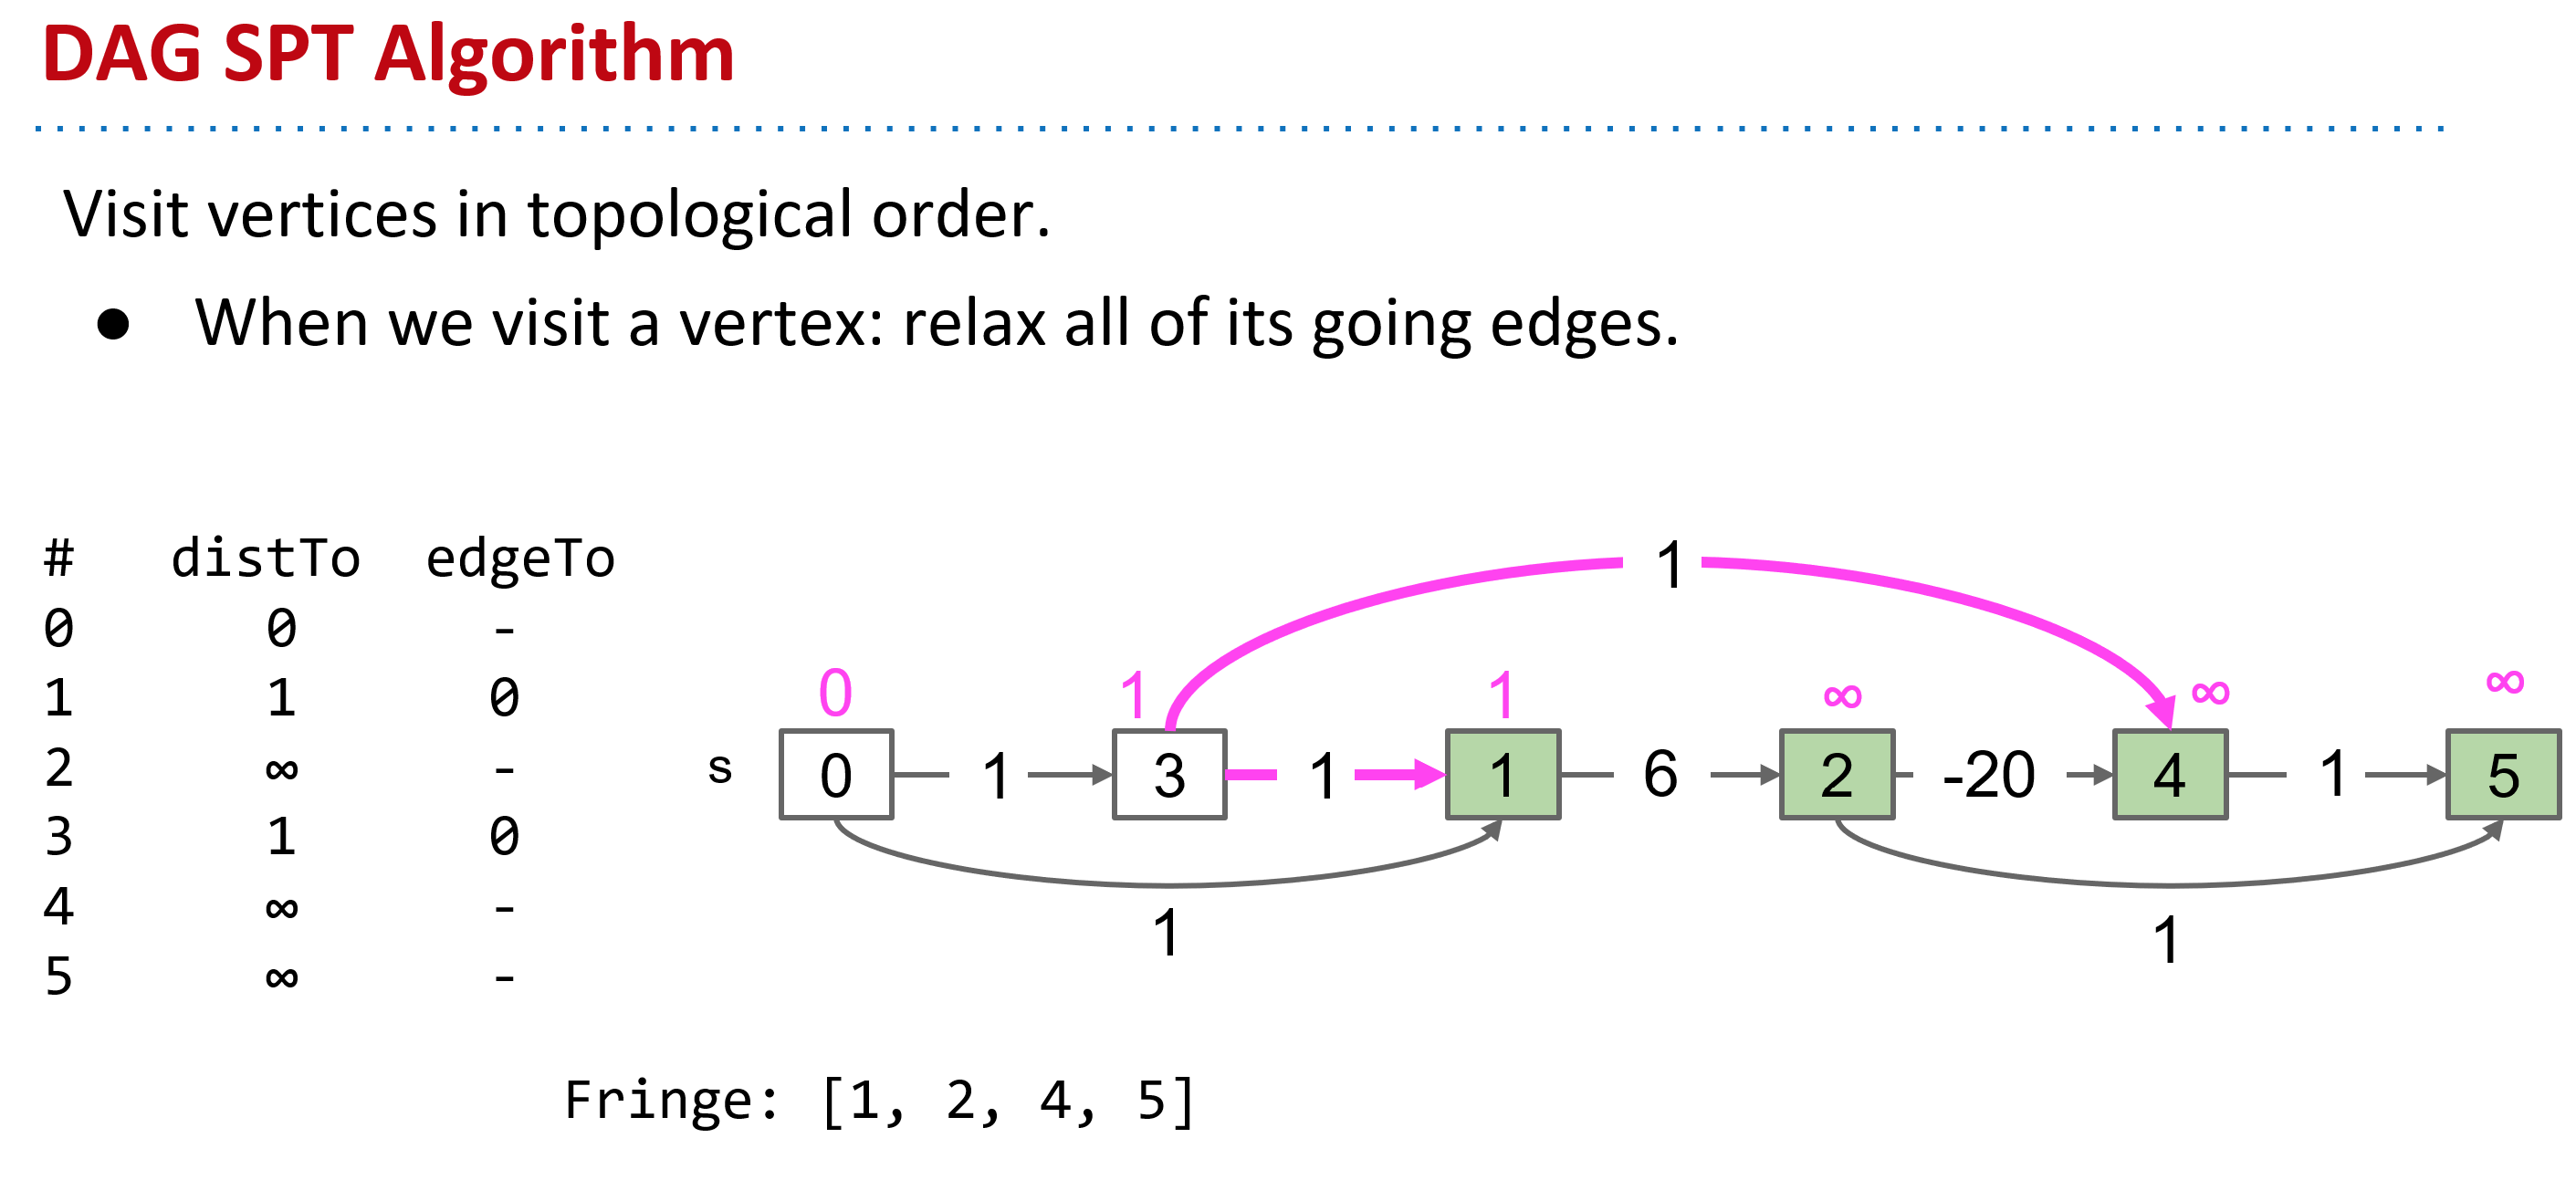 DAG SPT Algorithm
Visit vertices in topological order.
● When we visit a vertex: relax all of its going edges.
# distTo edgeTo
0 0 -
1 1 0
2 ∞ -
3 1 0
4 ∞ -
5 ∞ -
1
0 1 1 ∞ ∞ ∞
s 0 1 3 1 1 6 2 -20 4 1 5
1 1
Fringe: [1, 2, 4, 5]